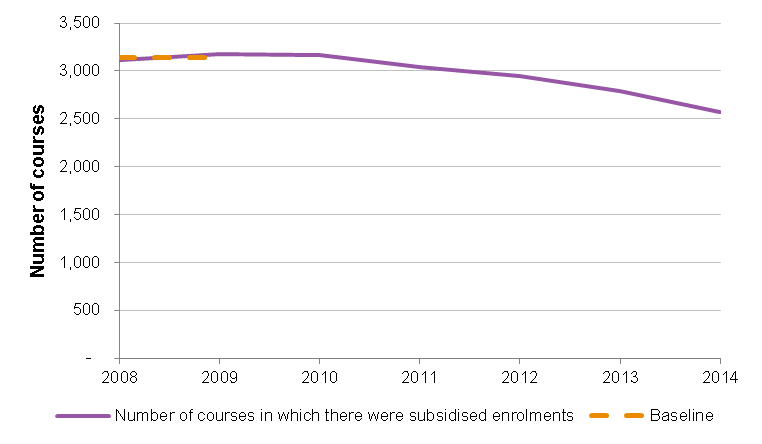 3,500
3,000
2,500
2,000
1,500
1,000
500
-
Number of courses
2008 2009 2010 2011 2012 2013 2014
Number of courses in which there were subsidised enrolments Baseline